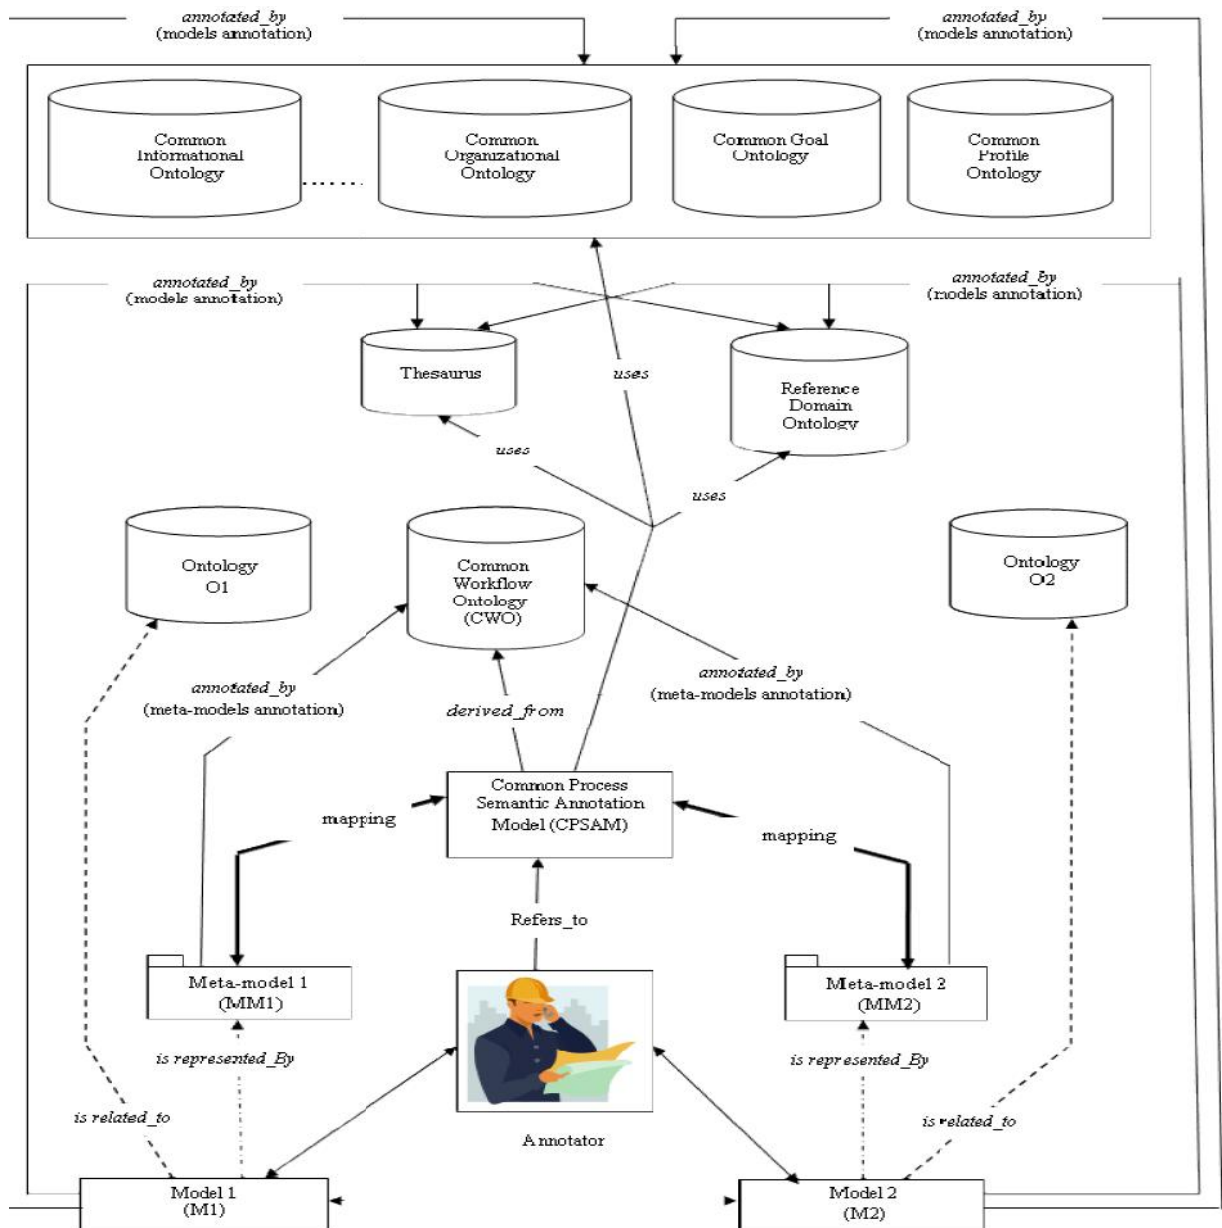 annotated_by
(models annotation)
annotated_by
(models annotation)
Common
Informational
Ontology
Common
Organizational
Ontology
Common Goal
Ontology
Common
Profile
Ontology
annotated_by
(models annotation)
annotated_by
(models annotation)
Thesaurus
uses
Reference
Domain
Ontology
uses
uses
Ontology
O1
Common
Workflow
Ontology
(CWO)
Ontology
O2
annotated_by
(meta-models annotation)
derived_from
annotated_by
(meta-models annotation)
Common Process
Semantic Annotation
Model (CPSAM)
mapping
mapping
Refers_to
Meta-model 1
(MM1)
Meta-model 2
(MM2)
is represented_By
is represented_By
is related_to
Annotator
is related_to
Model 1
(M1)
Model 2
(M2)